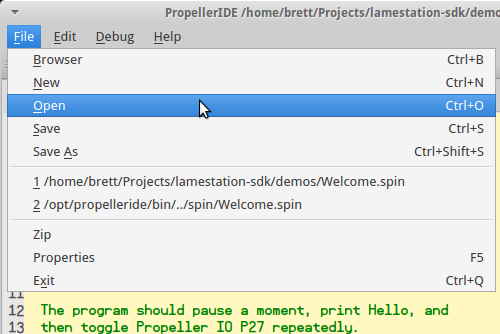 PropellerIDE /home/brett/Projects/lamestation-sdk/demo
File Edit Debug Help
Browser Ctrl+B
New Ctrl+N
Open Ctrl+O
Save Ctrl+S
Save As Ctrl+Shift+S
1 /home/brett/Projects/lamestation-sdk/demos/Welcome.spin
2 /opt/propelleride/bin/../spin/Welcome.spin
Zip
Properties F5
Exit Ctrl+Q
11
12 The program should pause a moment, print Hello, and
13 then toggle Propeller IO P27 repeatedly.